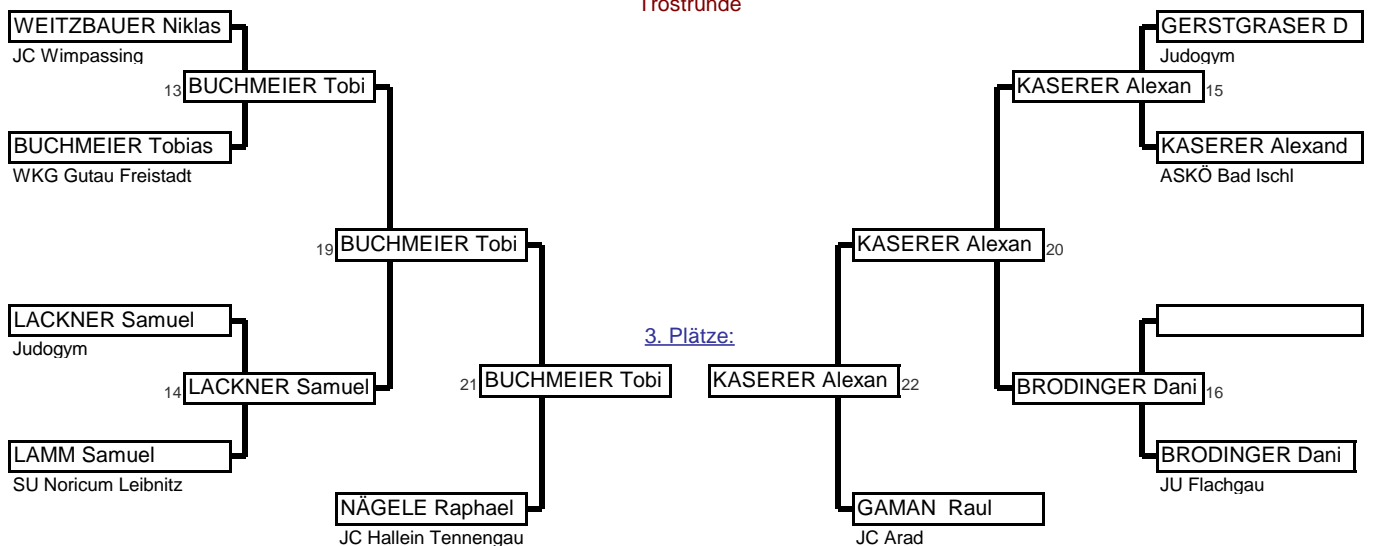 Trostrunde
WEITZBAUER Niklas
JC Wimpassing
13 BUCHMEIER Tobi
BUCHMEIER Tobias
WKG Gutau Freistadt
19 BUCHMEIER Tobi
LACKNER Samuel
Judogym
14 LACKNER Samuel
LAMM Samuel
SU Noricum Leibnitz
21 BUCHMEIER Tobi
NÄGELE Raphael
JC Hallein Tennengau
3. Plätze:
GERSTGRASER D
Judogym
KASERER Alexan 15
KASERER Alexand
ASKÖ Bad Ischl
KASERER Alexan 20
KASERER Alexan 22
BRODINGER Dani 16
BRODINGER Dani
JU Flachgau
GAMAN Raul
JC Arad